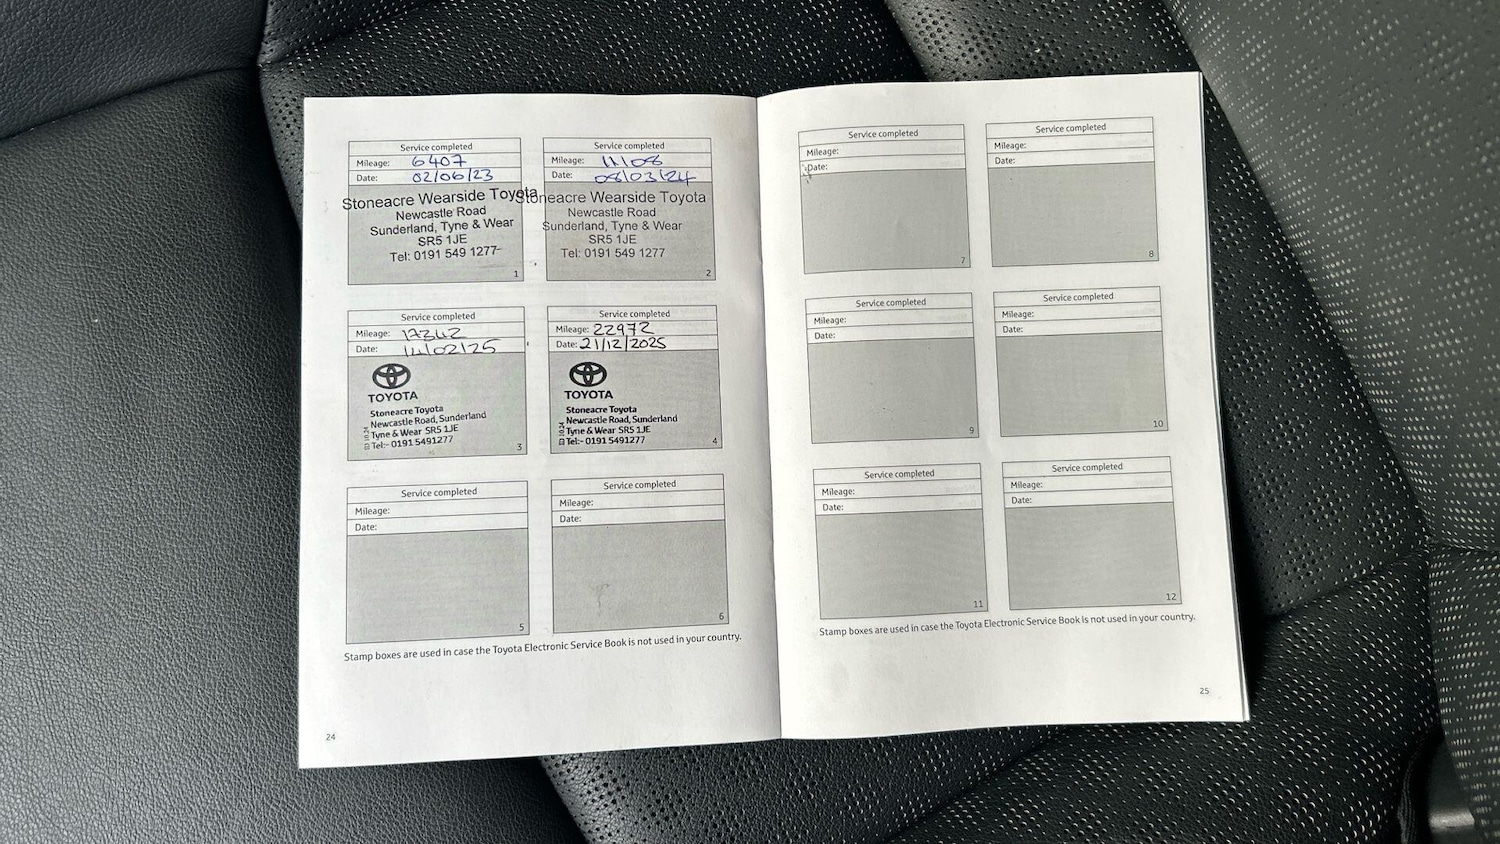 Service completed
Mileage: 6407
Date: 02/06/23
Stoneacre Wearside Toyota
Newcastle Road
Sunderland, Tyne & Wear
SR5 1JE
Tel: 0191 549 1277
1
Service completed
Mileage: 11108
Date: 08/03/24
Stoneacre Wearside Toyota
Newcastle Road
Sunderland, Tyne & Wear
SR5 1JE
Tel: 0191 549 1277
2
Service completed
Mileage: 17342
Date: 14/02/25
TOYOTA
Stoneacre Toyota
Newcastle Road, Sunderland
Tyne & Wear SR5 1JE
Tel:- 0191 5491277
3
Service completed
Mileage: 22972
Date: 21/12/2025
TOYOTA
Stoneacre Toyota
Newcastle Road, Sunderland
Tyne & Wear SR5 1JE
Tel:- 0191 5491277
4
Service completed
Mileage:
Date:
5
Service completed
Mileage:
Date:
6
Stamp boxes are used in case the Toyota Electronic Service Book is not used in your country.
24
Service completed
Mileage:
Date:
7
Service completed
Mileage:
Date:
8
Service completed
Mileage:
Date:
9
Service completed
Mileage:
Date:
10
Service completed
Mileage:
Date:
11
Service completed
Mileage:
Date:
12
Stamp boxes are used in case the Toyota Electronic Service Book is not used in your country.
25